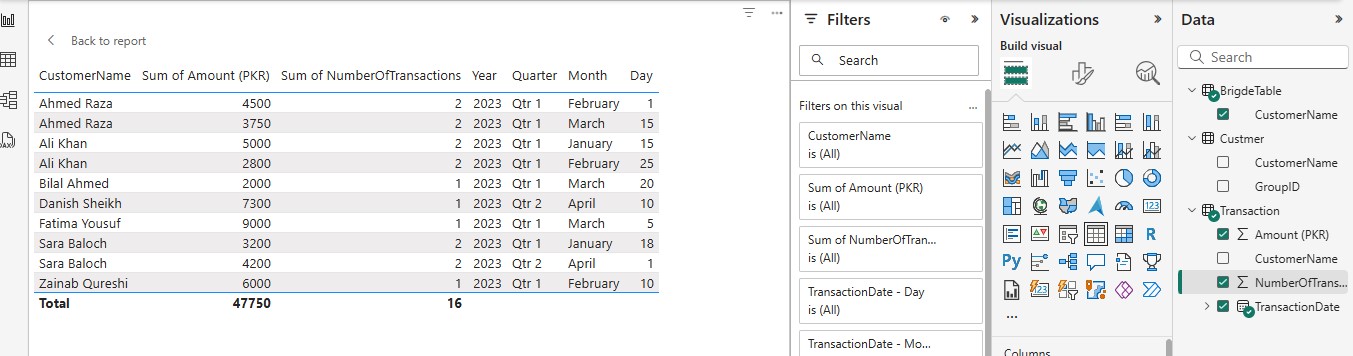 Back to report
CustomerName Sum of Amount (PKR) Sum of NumberOfTransactions Year Quarter Month Day
Ahmed Raza 4500 2 2023 Qtr 1 February 1
Ahmed Raza 3750 2 2023 Qtr 1 March 15
Ali Khan 5000 2 2023 Qtr 1 January 15
Ali Khan 2800 2 2023 Qtr 1 February 25
Bilal Ahmed 2000 1 2023 Qtr 1 March 20
Danish Sheikh 7300 1 2023 Qtr 2 April 10
Fatima Yousuf 9000 1 2023 Qtr 1 March 5
Sara Baloch 3200 2 2023 Qtr 1 January 18
Sara Baloch 4200 2 2023 Qtr 2 April 1
Zainab Qureshi 6000 1 2023 Qtr 1 February 10
Total 47750 16
Filters
Search
Filters on this visual
...
CustomerName
is (All)
Sum of Amount (PKR)
is (All)
Sum of NumberOfTran...
is (All)
TransactionDate - Day
is (All)
TransactionDate - Mo...
Visualizations
Build visual
123
R
Py
...
Columns
Data
Search
BrigdeTable
CustomerName
Custmer
CustomerName
GroupID
Transaction
Amount (PKR)
CustomerName
NumberOfTrans...
TransactionDate